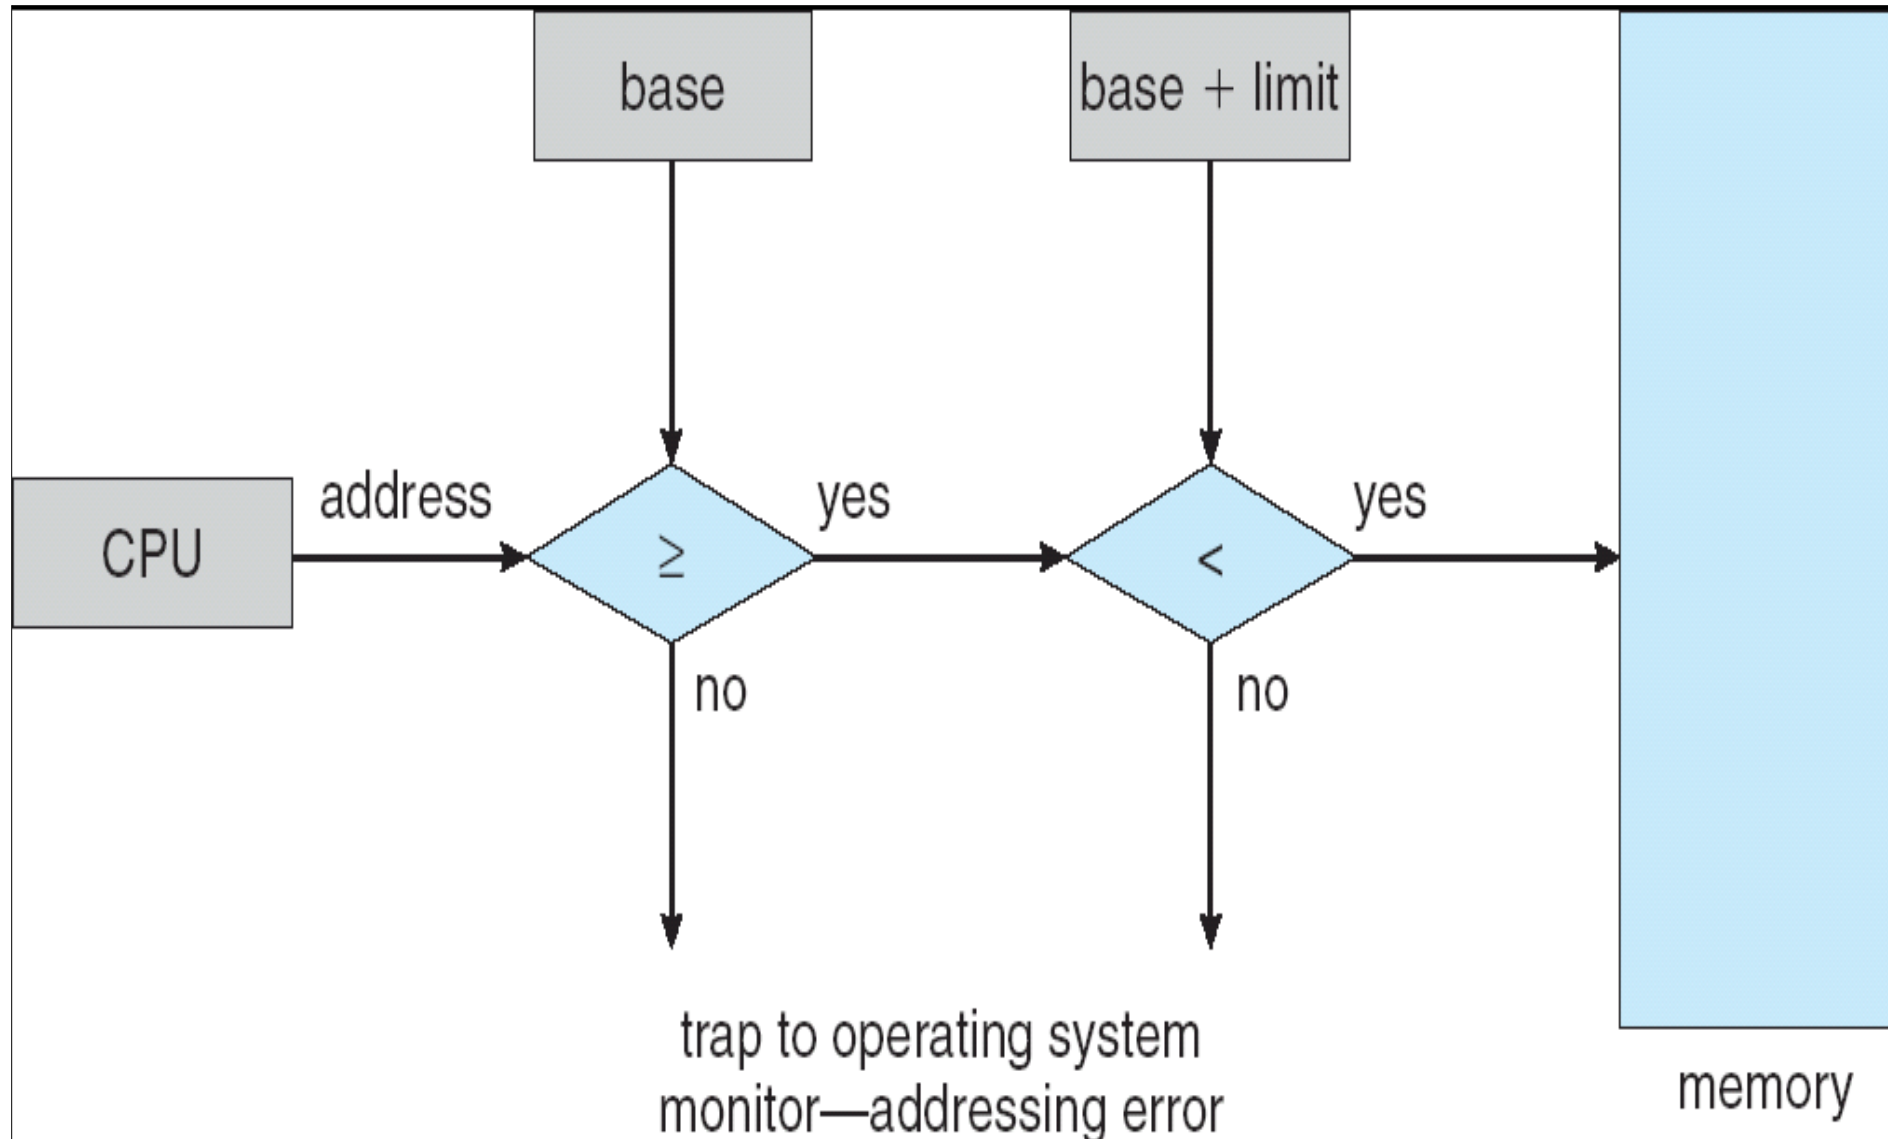 base
base + limit
CPU
address
≥
yes
<
yes
no
no
trap to operating system
monitor—addressing error
memory